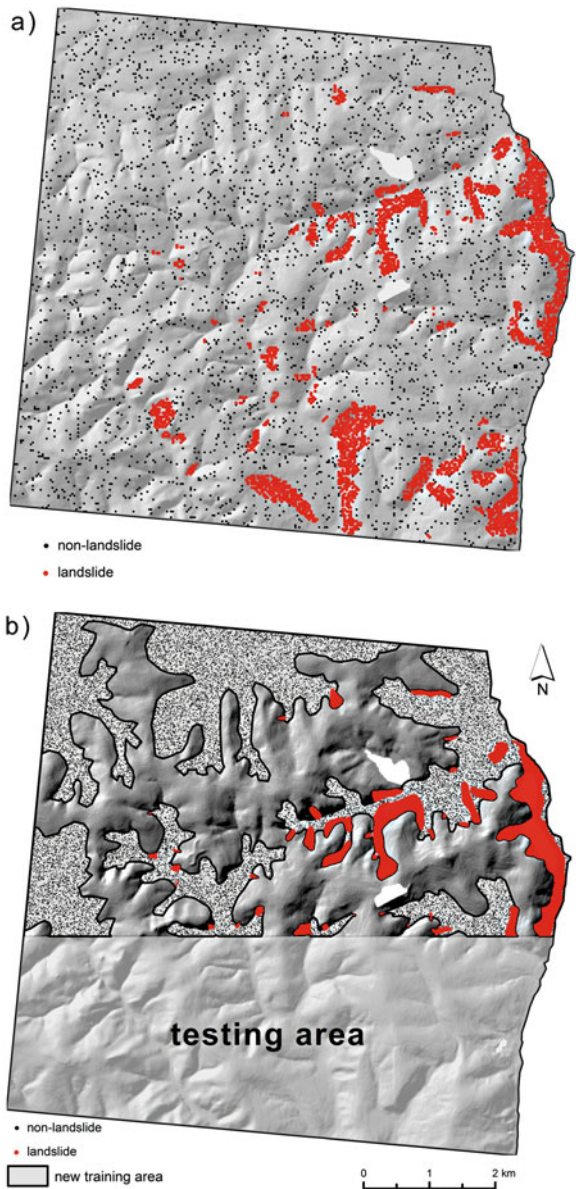 a)
non-landslide
landslide
b)
N
testing area
non-landslide
landslide
new training area
0 1 2 km